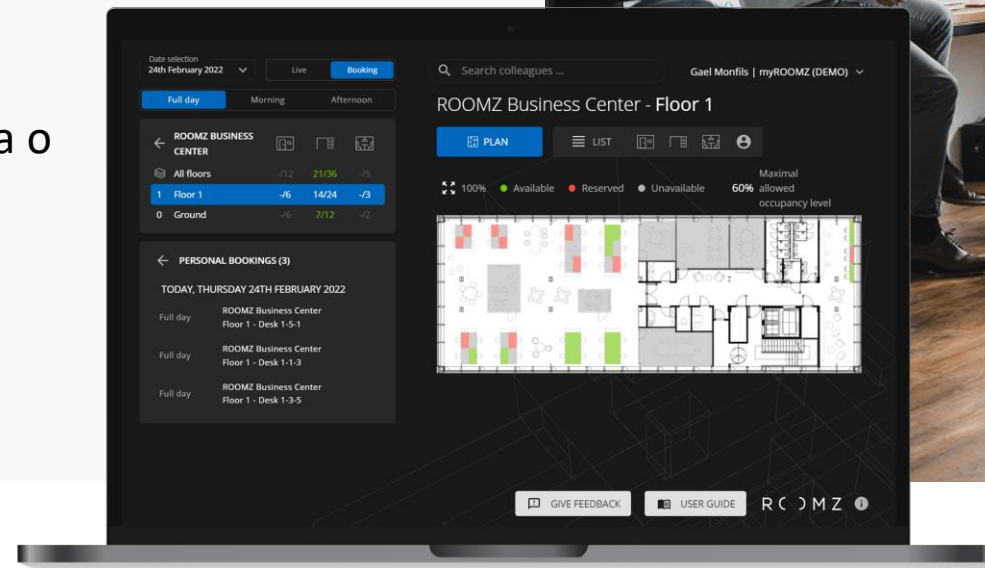 a o
Date selection
24th February 2022
Live
Booking
Full day
Morning
Afternoon
ROOMZ BUSINESS
CENTER
All floors -/12 21/36 -/5
1 Floor 1 -/6 14/24 -/3
0 Ground -/6 7/12 -/2
PERSONAL BOOKINGS (3)
TODAY, THURSDAY 24TH FEBRUARY 2022
Full day
ROOMZ Business Center
Floor 1 - Desk 1-5-1
Full day
ROOMZ Business Center
Floor 1 - Desk 1-1-3
Full day
ROOMZ Business Center
Floor 1 - Desk 1-3-5
Search colleagues ...
Gael Monfils | myROOMZ (DEMO)
ROOMZ Business Center - Floor 1
PLAN
LIST
100% Available Reserved Unavailable 60%
Maximal
allowed
occupancy level
GIVE FEEDBACK
USER GUIDE
ROOMZ